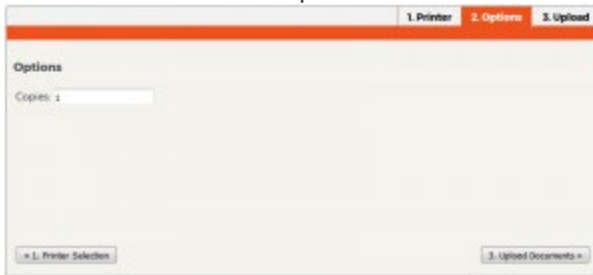 1. Printer 2. Options 3. Upload
Options
Copies: 1
« 1. Printer Selection 3. Upload Documents »